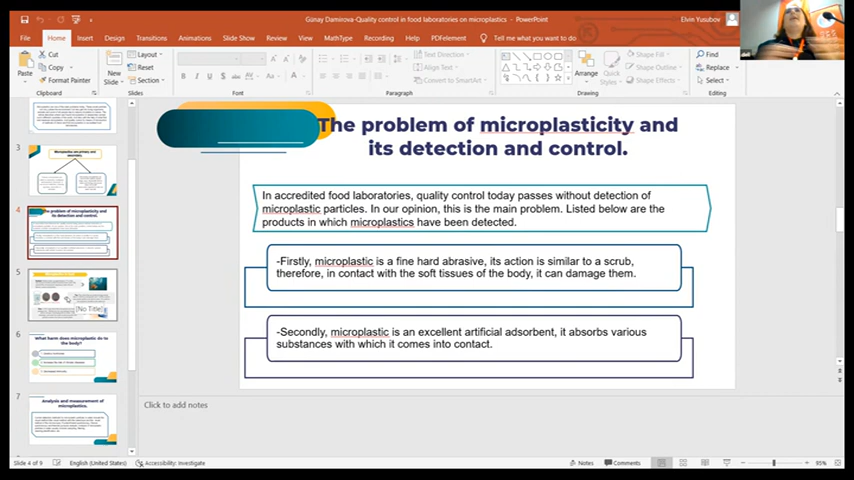 Günay Damirova-Quality control in food laboratories on microplastics - PowerPoint
Elvin Yusubov
File Home Insert Design Transitions Animations Slide Show Review View MathType Recording PDFelement Tell me what you want to do
Cut
Copy
Format Painter
Paste
Clipboard
New
Slide
Layout
Reset
Section
Slides
Font
Text Direction
Align Text
Convert to SmartArt
Paragraph
Arrange
Quick
Styles
Shape Fill
Shape Outline
Shape Effects
Drawing
Find
Replace
Select
Editing
3
4
The problem of microplasticity and
its detection and control.
5
[No Title]
6
What harm does microplastic do to
the body?
7
Analysis and measurement of
microplastics.
The problem of microplasticity and
its detection and control.
In accredited food laboratories, quality control today passes without detection of
microplastic particles. In our opinion, this is the main problem. Listed below are the
products in which microplastics have been detected.
-Firstly, microplastic is a fine hard abrasive, its action is similar to a scrub,
therefore, in contact with the soft tissues of the body, it can damage them.
-Secondly, microplastic is an excellent artificial adsorbent, it absorbs various
substances with which it comes into contact.
Click to add notes
Slide 4 of 9 English (United States) Accessibility: Investigate Notes Comments 95%